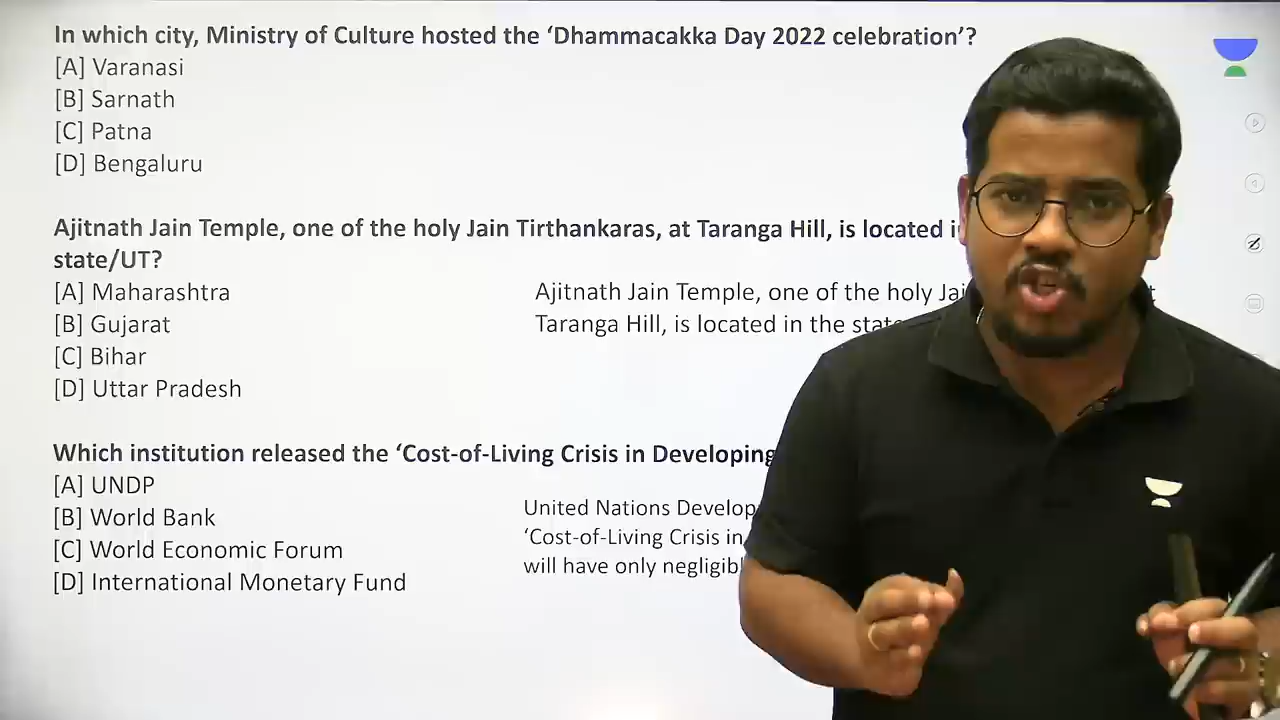 In which city, Ministry of Culture hosted the ‘Dhammacakka Day 2022 celebration’?
[A] Varanasi
[B] Sarnath
[C] Patna
[D] Bengaluru
Ajitnath Jain Temple, one of the holy Jain Tirthankaras, at Taranga Hill, is located
state/UT?
[A] Maharashtra
[B] Gujarat
[C] Bihar
[D] Uttar Pradesh
Ajitnath Jain Temple, one of the holy
Taranga Hill, is located in the
Which institution released the ‘Cost-of-Living Crisis in Developing
[A] UNDP
[B] World Bank
[C] World Economic Forum
[D] International Monetary Fund
United Nations
‘Cost-of-Living Crisis in
will have only